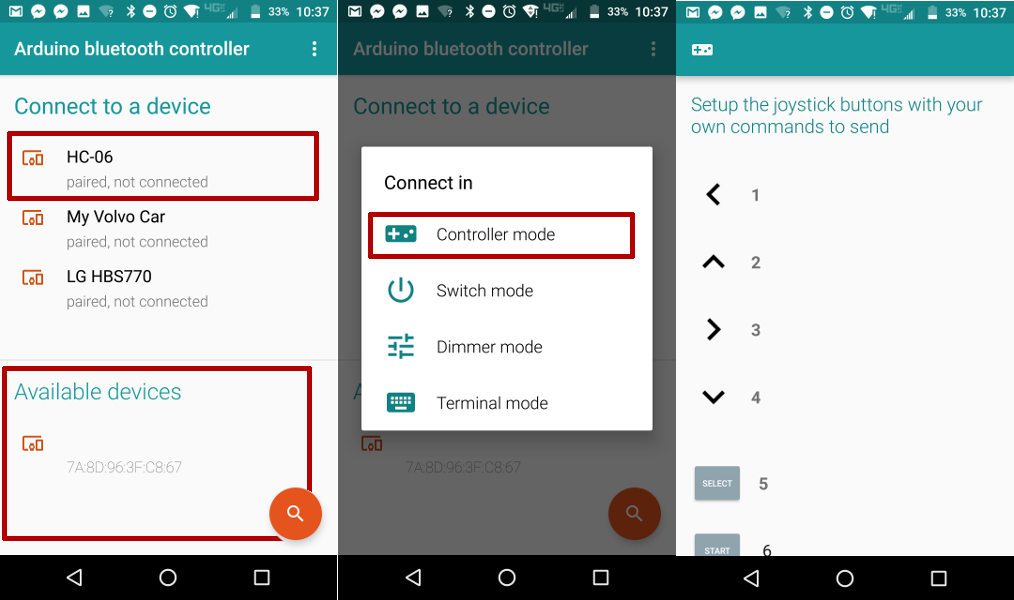 4G 33% 10:37
Arduino bluetooth controller
Connect to a device
HC-06
paired, not connected
My Volvo Car
paired, not connected
LG HBS770
paired, not connected
Available devices
7A:8D:96:3F:C8:67
4G 33% 10:37
Arduino bluetooth controller
Connect to a device
Connect in
Controller mode
Switch mode
Dimmer mode
Terminal mode
A
7A:8D:96:3F:C8:67
4G 33% 10:37
Setup the joystick buttons with your
own commands to send
1
2
3
4
SELECT 5
START 6